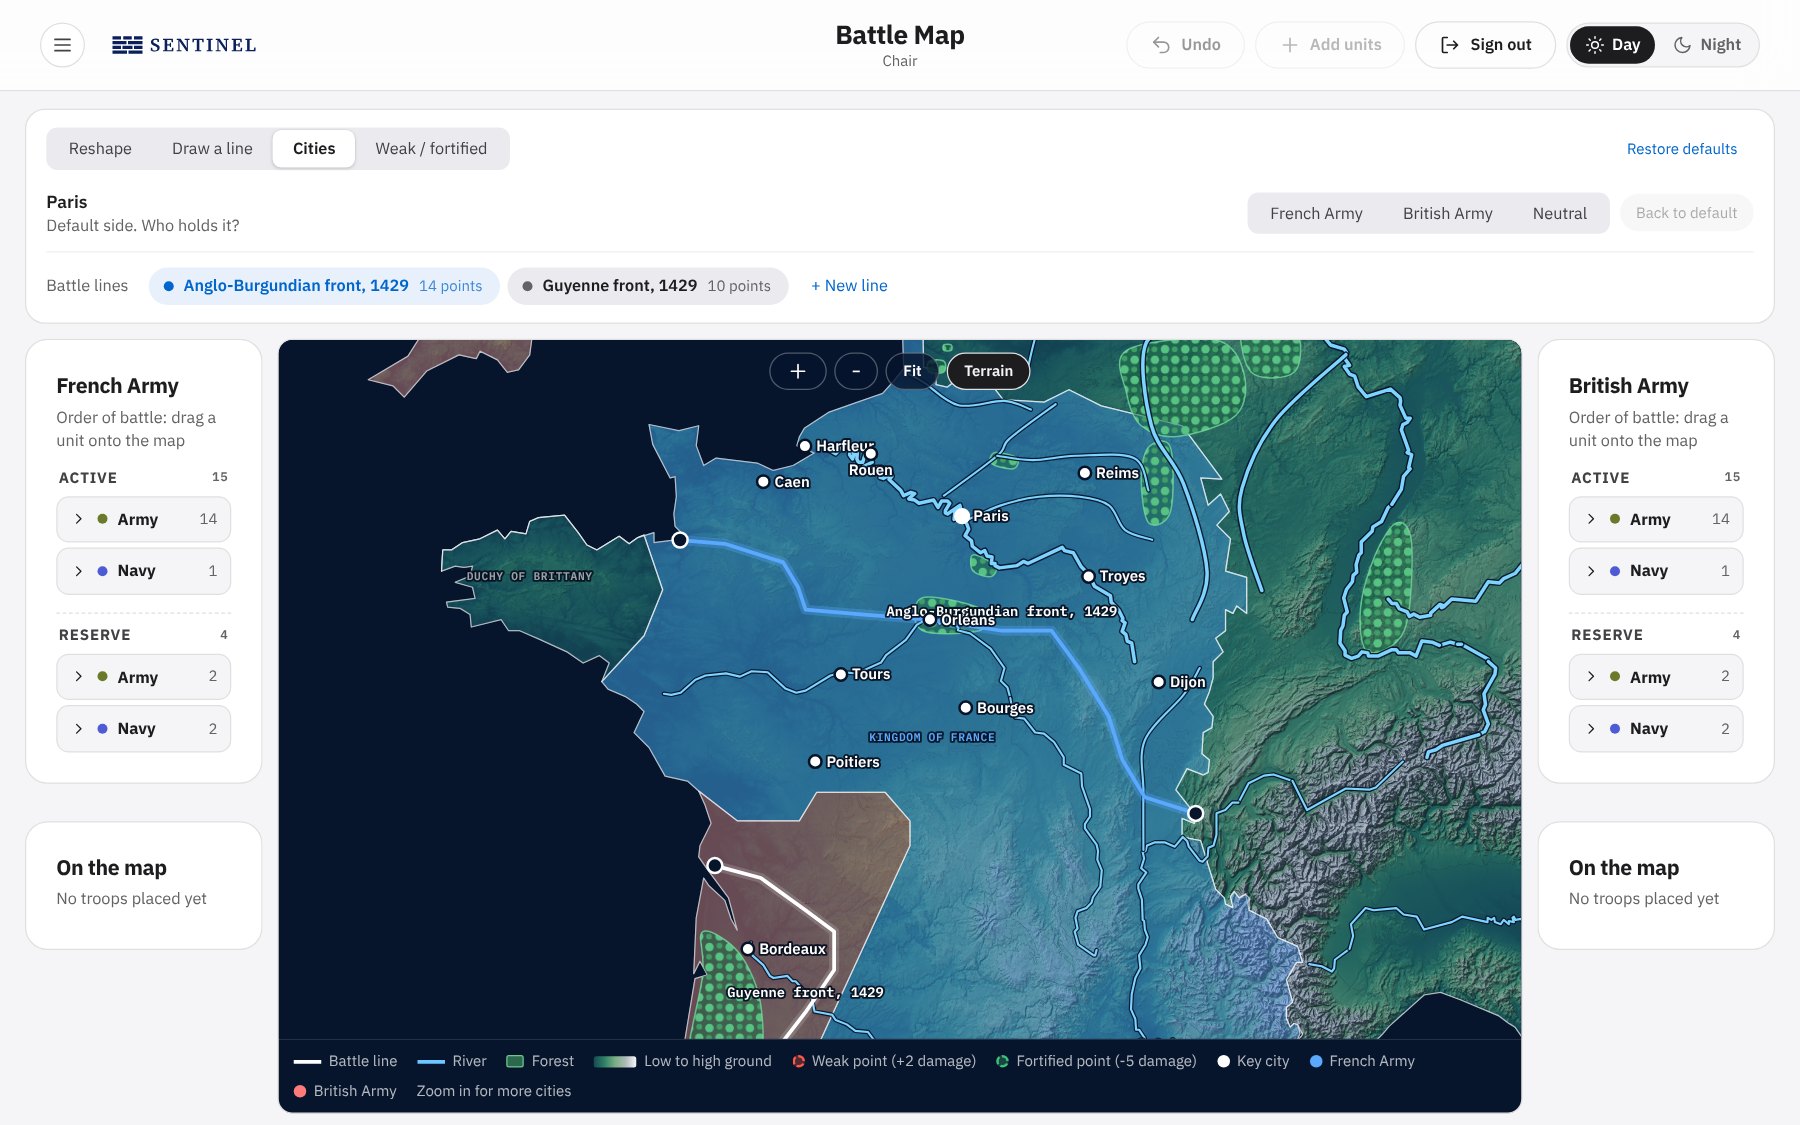 SENTINEL
Battle Map
Chair
Undo
Add units
Sign out
Day
Night
Reshape
Draw a line
Cities
Weak / fortified
Restore defaults
Paris
Default side. Who holds it?
French Army
British Army
Neutral
Back to default
Battle lines
Anglo-Burgundian front, 1429 14 points
Guyenne front, 1429 10 points
+ New line
French Army
Order of battle: drag a
unit onto the map
ACTIVE 15
Army 14
Navy 1
RESERVE 4
Army 2
Navy 2
On the map
No troops placed yet
+
-
Fit
Terrain
Harfleur
Rouen
Caen
Reims
Paris
DUCHY OF BRITTANY
Troyes
Anglo-Burgundian front, 1429
Orléans
Tours
Dijon
Bourges
KINGDOM OF FRANCE
Poitiers
Bordeaux
Guyenne front, 1429
Battle line
River
Forest
Low to high ground
Weak point (+2 damage)
Fortified point (-5 damage)
Key city
French Army
British Army
Zoom in for more cities
British Army
Order of battle: drag a
unit onto the map
ACTIVE 15
Army 14
Navy 1
RESERVE 4
Army 2
Navy 2
On the map
No troops placed yet